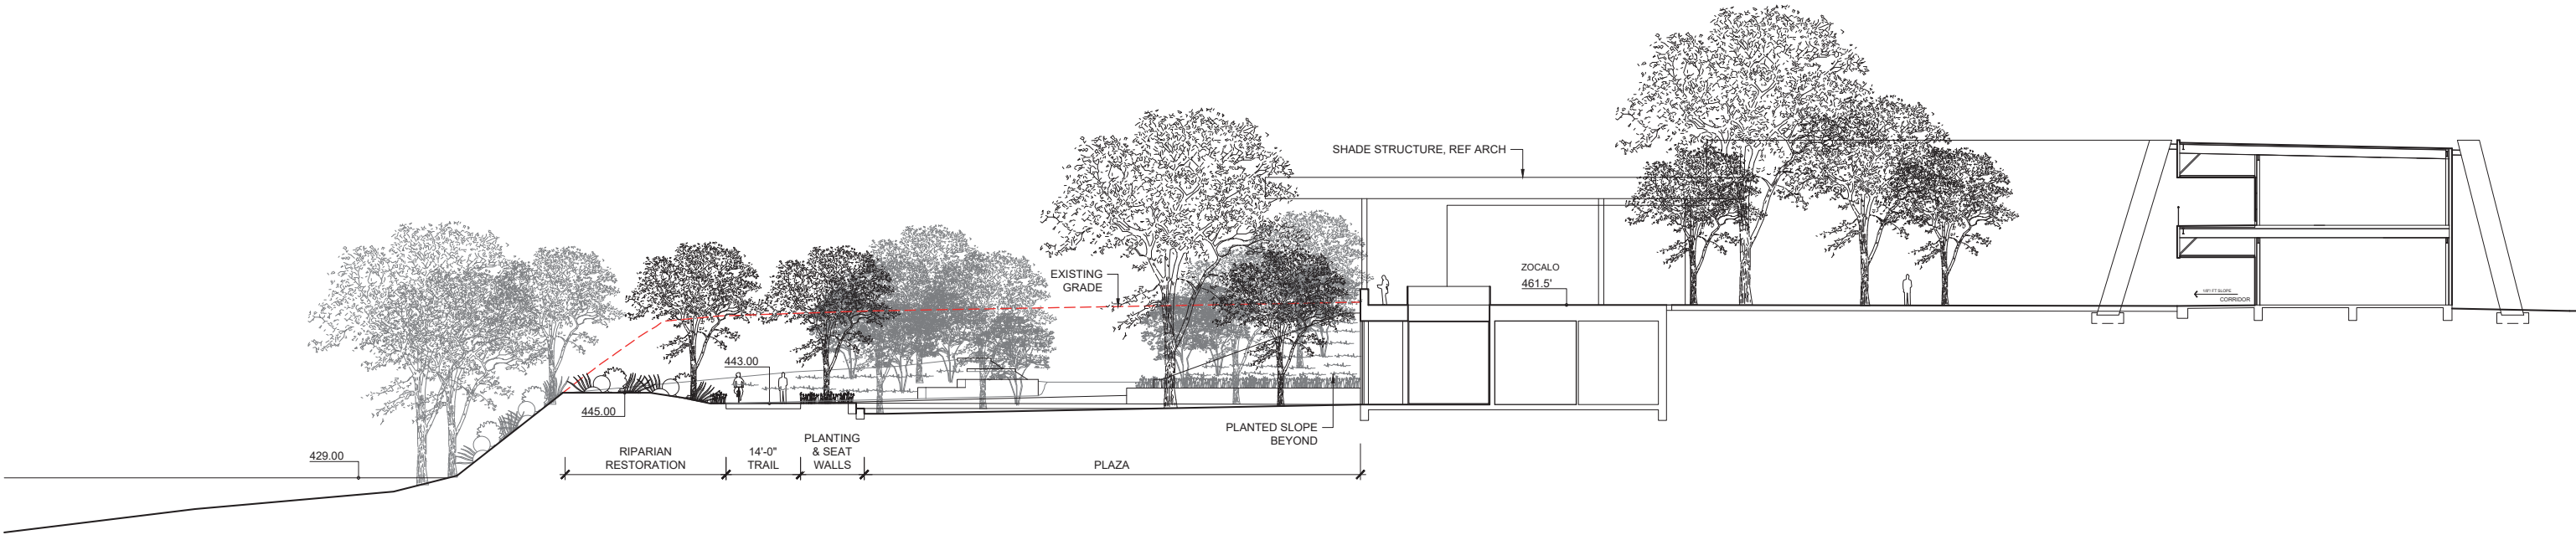 SHADE STRUCTURE, REF ARCH
EXISTING
GRADE
ZOCALO
461.5'
CORRIDOR
443.00
445.00
429.00
RIPARIAN
RESTORATION
14'-0"
TRAIL
PLANTING
& SEAT
WALLS
PLAZA
PLANTED SLOPE
BEYOND